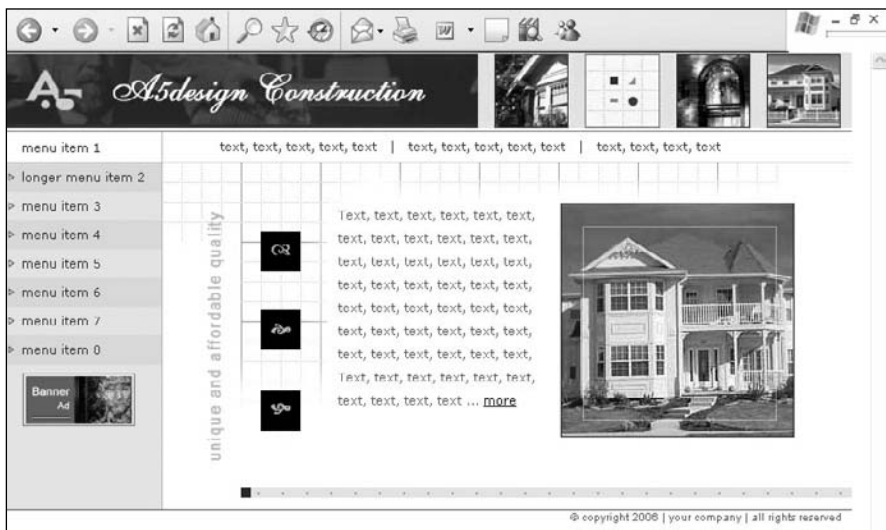 A5design Construction
menu item 1
longer menu item 2
menu item 3
menu item 4
menu item 5
menu item 6
menu item 7
menu item 0
Banner
Ad
text, text, text, text, text | text, text, text, text, text | text, text, text, text
unique and affordable quality
Text, text, text, text, text, text,
text, text, text, text, text, text,
text, text, text, text, text, text,
text, text, text, text, text, text,
text, text, text, text, text, text,
text, text, text, text, text, text,
text, text, text, text, text, text,
Text, text, text, text, text, text,
text, text, text, text ... more
© copyright 2006 | your company | all rights reserved